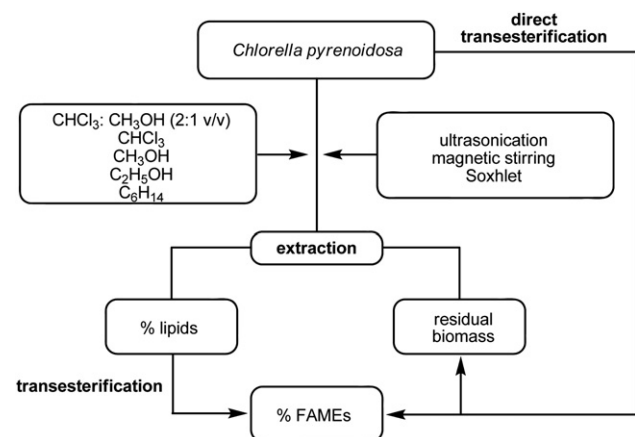 direct
transesterification
Chlorella pyrenoidosa
CHCl₃: CH₃OH (2:1 v/v)
CHCl₃
CH₃OH
C₂H₅OH
C₆H₁₄
ultrasonication
magnetic stirring
Soxhlet
extraction
% lipids
residual
biomass
transesterification
% FAMEs